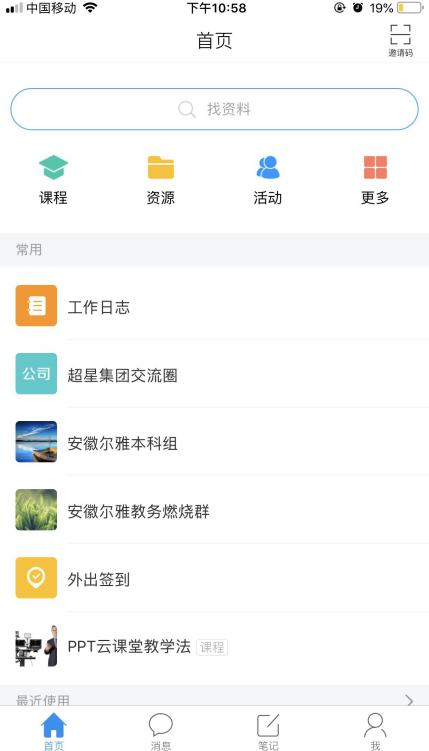 中国移动 下午10:58 19%
首页
邀请码
找资料
课程 资源 活动 更多
常用
工作日志
公司 超星集团交流圈
安徽尔雅本科组
安徽尔雅教务燃烧群
外出签到
PPT云课堂教学法 课程
最近使用
首页 消息 笔记 我